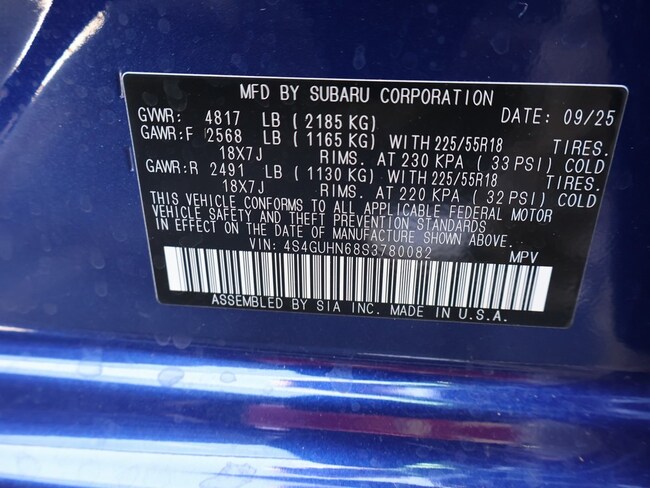 MFD BY SUBARU CORPORATION DATE: 09/25
GVWR: 4817 LB (2185 KG)
GAWR:F 2568 LB (1165 KG) WITH 225/55R18 TIRES.
18X7J RIMS. AT 230 KPA ( 33 PSI) COLD
GAWR:R 2491 LB (1130 KG) WITH 225/55R18 TIRES.
18X7J RIMS. AT 220 KPA ( 32 PSI) COLD
THIS VEHICLE CONFORMS TO ALL APPLICABLE FEDERAL MOTOR
VEHICLE SAFETY AND THEFT PREVENTION STANDARDS
IN EFFECT ON THE DATE OF MANUFACTURE SHOWN ABOVE.
VIN: 4S4GUHN68S3780082 MPV
ASSEMBLED BY SIA INC. MADE IN U.S.A.